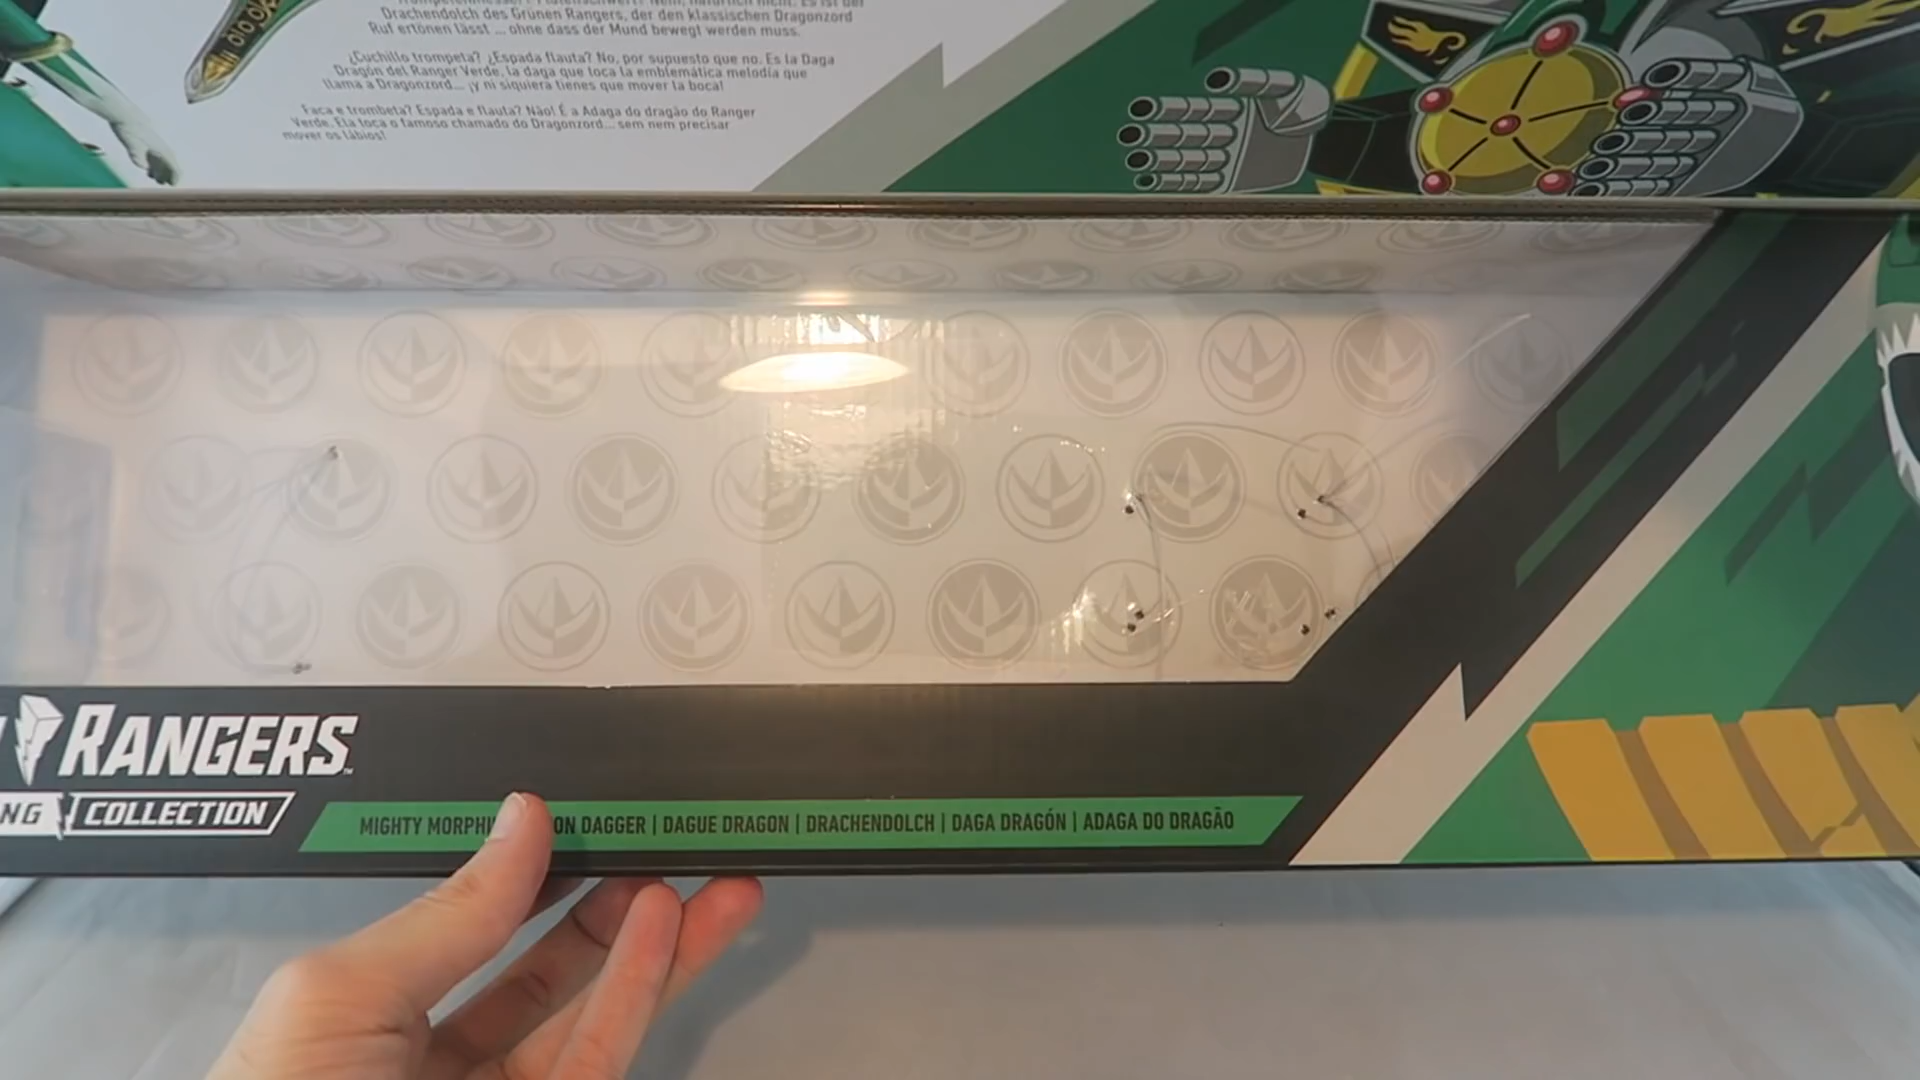 Drachendolch des Grünen Rangers, der den klassischen Dragonzord
Ruf ertönen lässt ... ohne dass der Mund bewegt werden muss.
¿Cuchillo trompeta? ¿Espada flauta? No, por supuesto que no. Es la Daga
Dragón del Ranger Verde, la daga que toca la emblemática melodía que
llama a Dragonzord... ¡y ni siquiera tienes que mover la boca!
Faca e trombeta? Espada e flauta? Não! É a Adaga do dragão do Ranger
Verde. Ela toca o famoso chamado do Dragonzord... sem nem precisar
mover os lábios!
RANGERS
NG COLLECTION
MIGHTY MORPHI ON DAGGER | DAGUE DRAGON | DRACHENDOLCH | DAGA DRAGÓN | ADAGA DO DRAGÃO